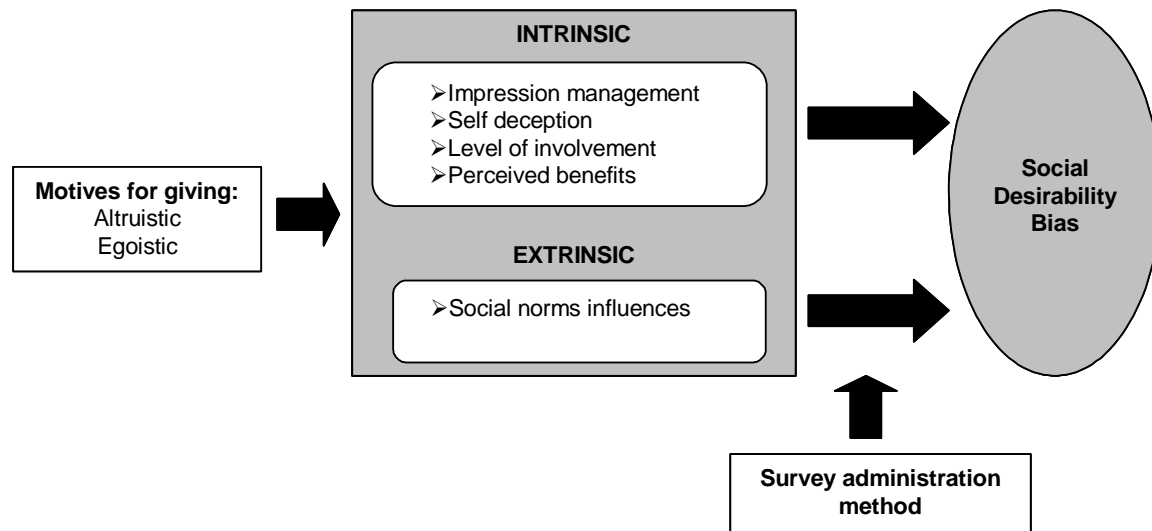 INTRINSIC
➢Impression management
➢Self deception
➢Level of involvement
➢Perceived benefits
Motives for giving:
Altruistic
Egoistic
EXTRINSIC
➢Social norms influences
Social
Desirability
Bias
Survey administration
method